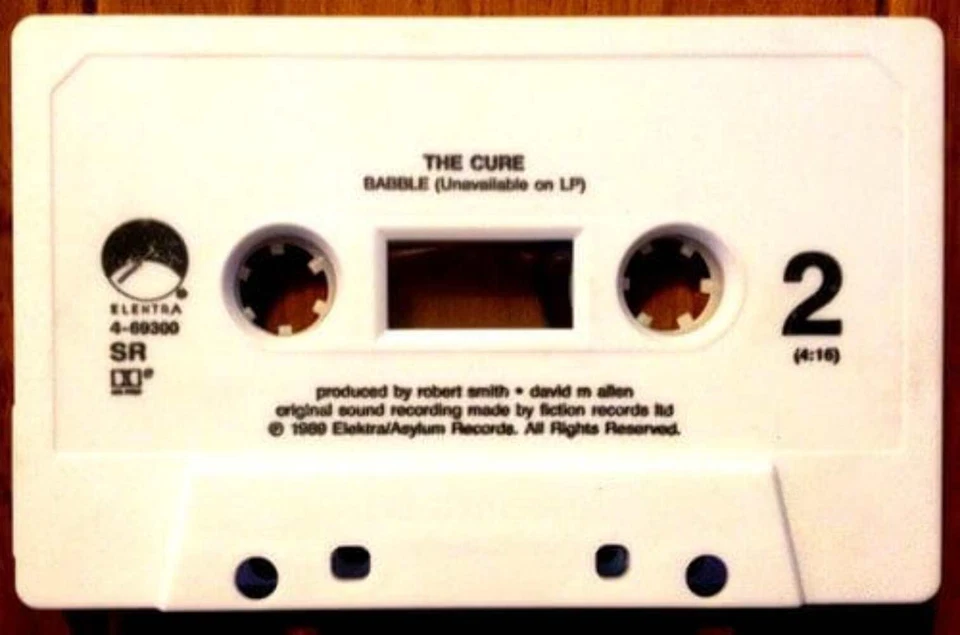 THE CURE
BABBLE (Unavailable on LP)
ELEKTRA
4-69300
SR
2
(4:16)
produced by robert smith • david m allen
original sound recording made by fiction records ltd
℗ 1989 Elektra/Asylum Records. All Rights Reserved.